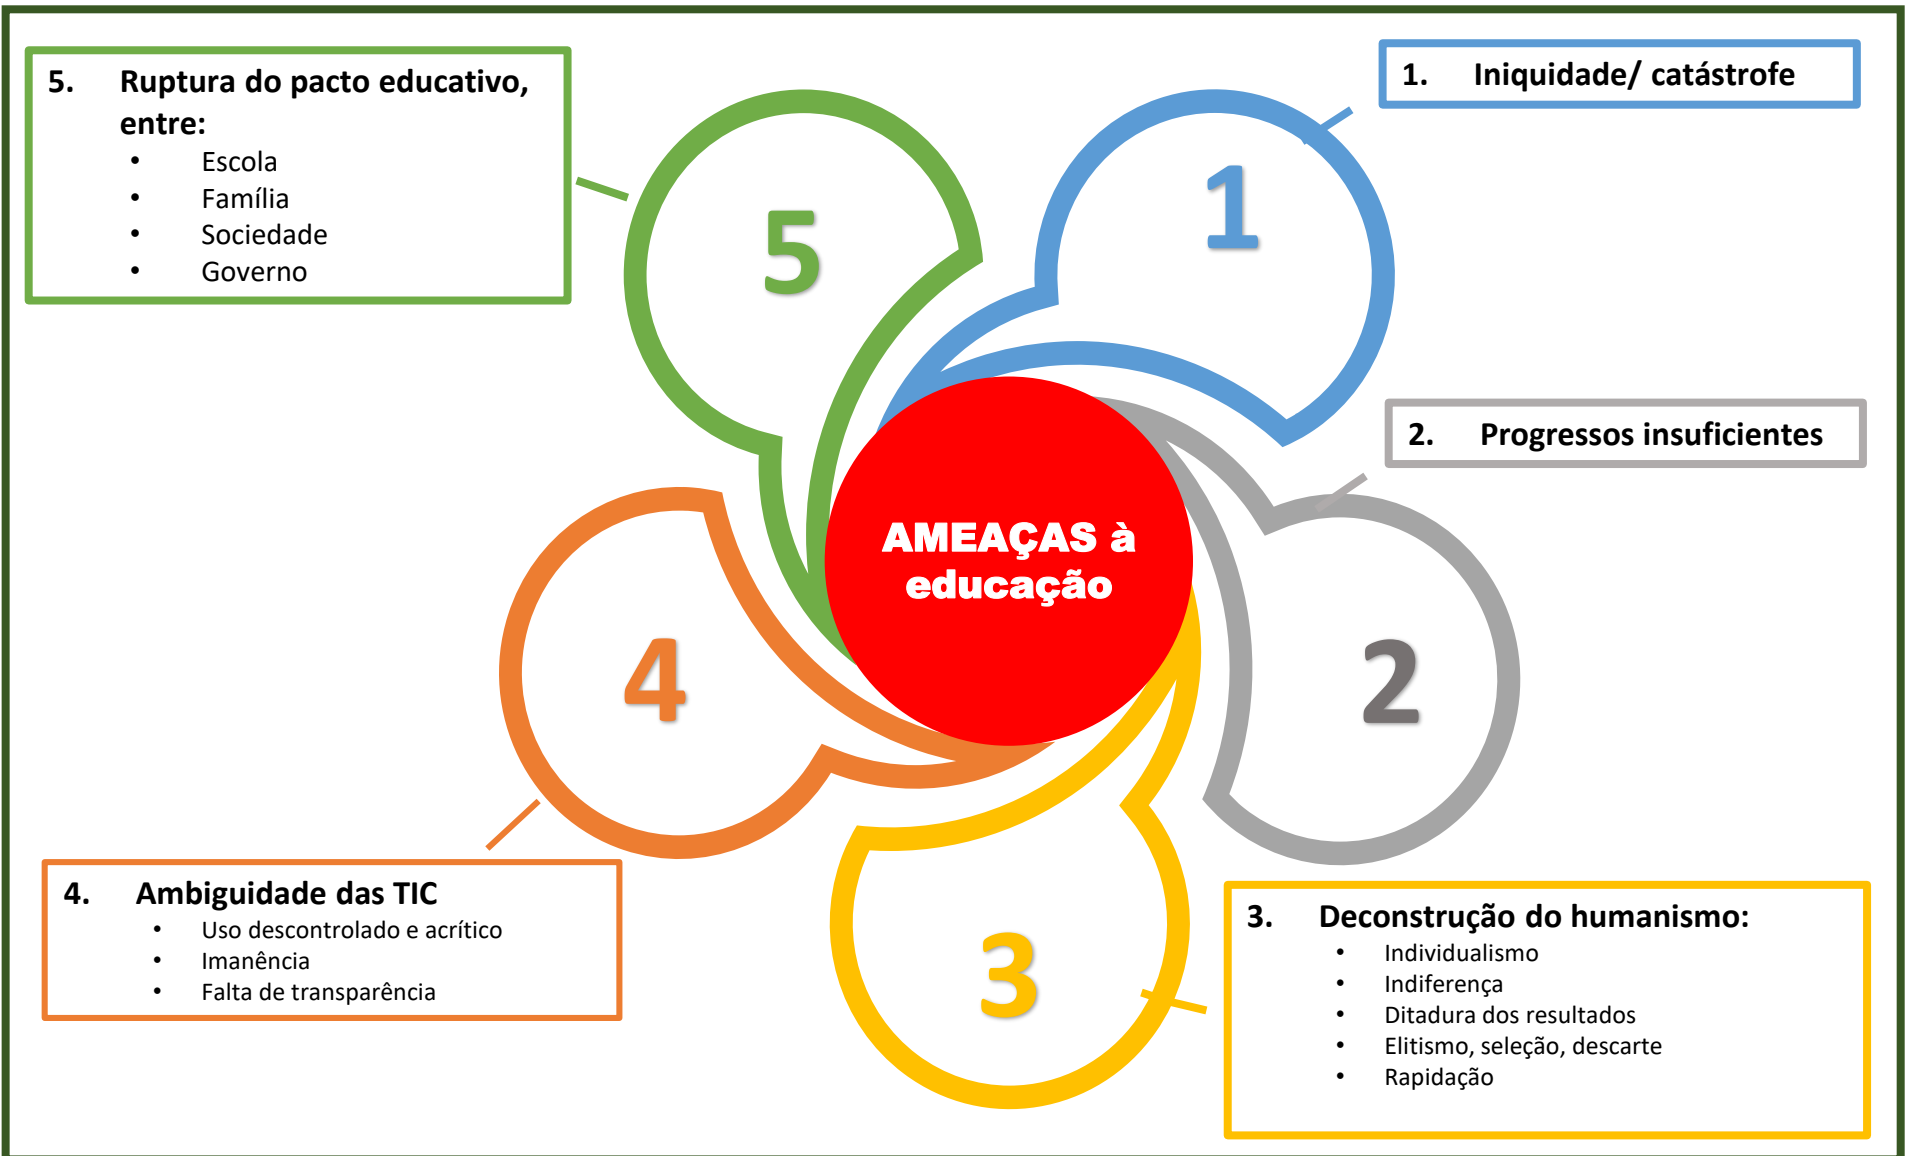 5. Ruptura do pacto educativo,
entre:
• Escola
• Família
• Sociedade
• Governo
1. Iniquidade/ catástrofe
5
1
2. Progressos insuficientes
AMEAÇAS à
educação
4
2
4. Ambiguidade das TIC
• Uso descontrolado e acrítico
• Imanência
• Falta de transparência
3
3. Deconstrução do humanismo:
• Individualismo
• Indiferença
• Ditadura dos resultados
• Elitismo, seleção, descarte
• Rapidação